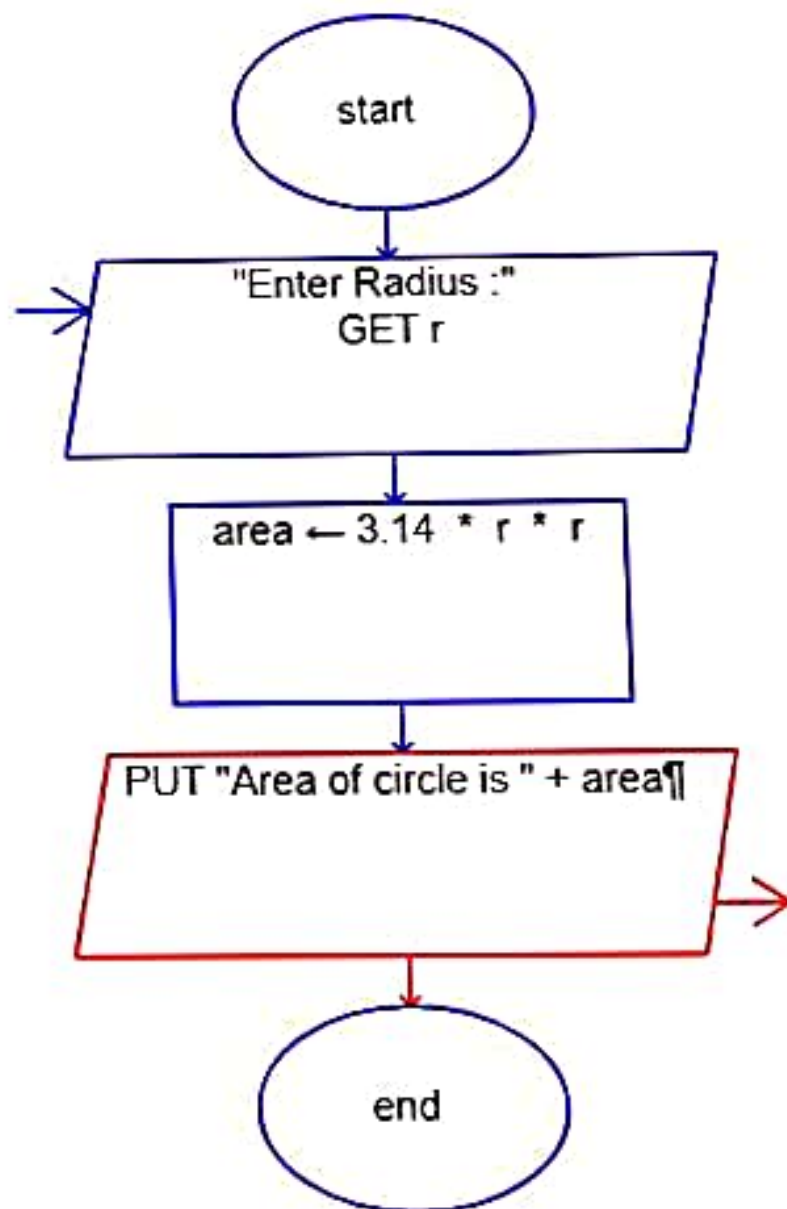 start
"Enter Radius :"
GET r
area ← 3.14 * r * r
PUT "Area of circle is " + area¶
end